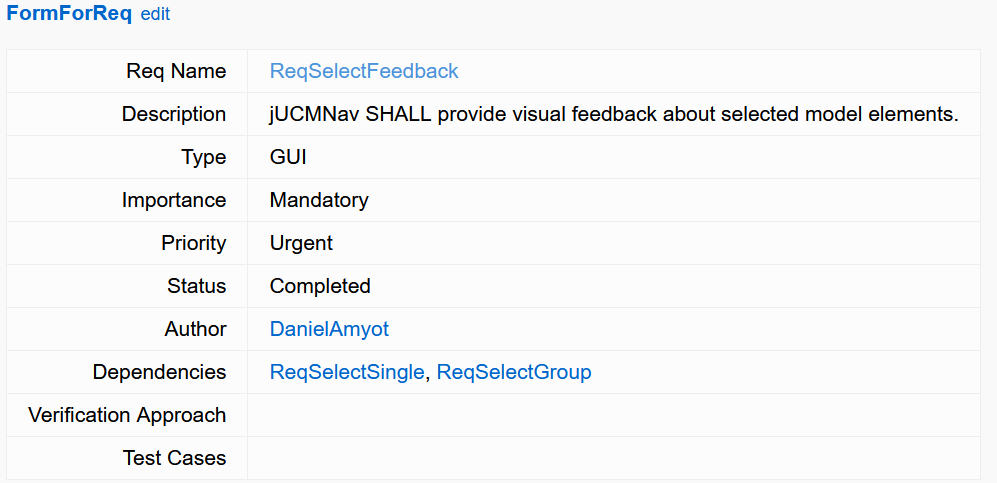 FormForReq edit
Req Name ReqSelectFeedback
Description jUCMNav SHALL provide visual feedback about selected model elements.
Type GUI
Importance Mandatory
Priority Urgent
Status Completed
Author DanielAmyot
Dependencies ReqSelectSingle, ReqSelectGroup
Verification Approach
Test Cases